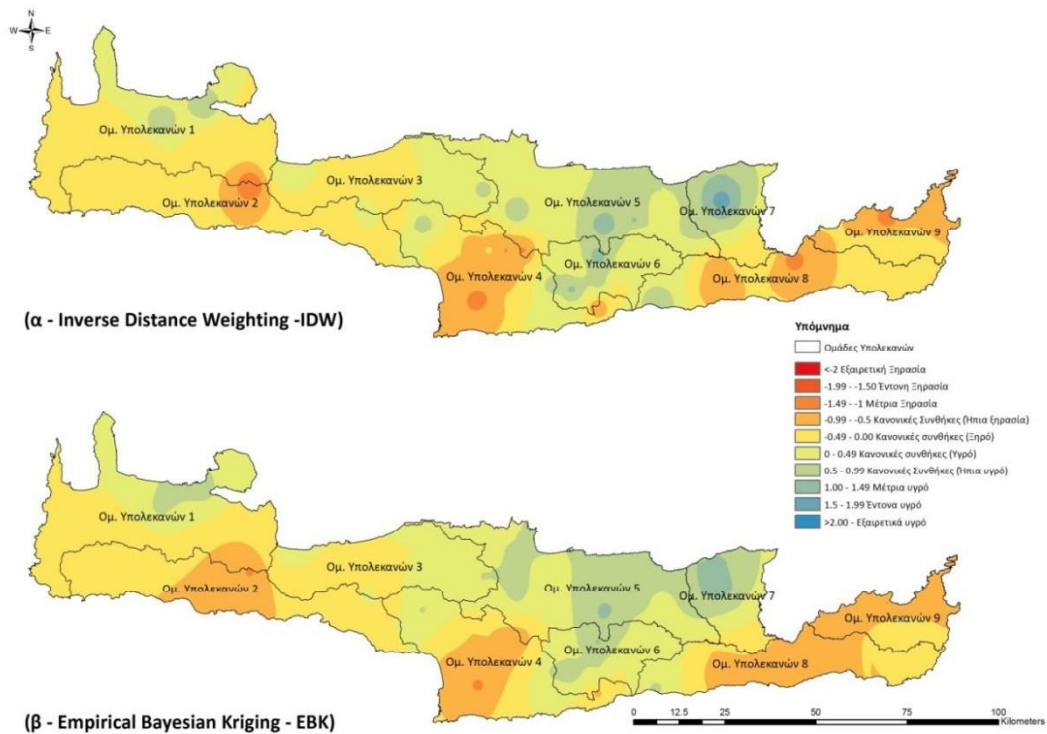 N
W E
S
Ομ. Υπολεκανών 1
Ομ. Υπολεκανών 2
Ομ. Υπολεκανών 3
Ομ. Υπολεκανών 4
Ομ. Υπολεκανών 5
Ομ. Υπολεκανών 6
Ομ. Υπολεκανών 7
Ομ. Υπολεκανών 8
Ομ. Υπολεκανών 9
(α - Inverse Distance Weighting -IDW)
Υπόμνημα
Ομάδες Υπολεκανών
<-2 Εξαιρετική Ξηρασία
-1.99 - -1.50 Έντονη Ξηρασία
-1.49 - -1 Μέτρια Ξηρασία
-0.99 - -0.5 Κανονικές Συνθήκες (Ήπια ξηρασία)
-0.49 - 0.00 Κανονικές συνθήκες (Ξηρό)
0 - 0.49 Κανονικές συνθήκες (Υγρό)
0.5 - 0.99 Κανονικές Συνθήκες (Ήπια υγρό)
1.00 - 1.49 Μέτρια υγρό
1.5 - 1.99 Έντονα υγρό
>2.00 - Εξαιρετικά υγρό
Ομ. Υπολεκανών 1
Ομ. Υπολεκανών 2
Ομ. Υπολεκανών 3
Ομ. Υπολεκανών 4
Ομ. Υπολεκανών 5
Ομ. Υπολεκανών 6
Ομ. Υπολεκανών 7
Ομ. Υπολεκανών 8
Ομ. Υπολεκανών 9
(β - Empirical Bayesian Kriging - EBK)
0 12.5 25 50 75 100
Kilometers